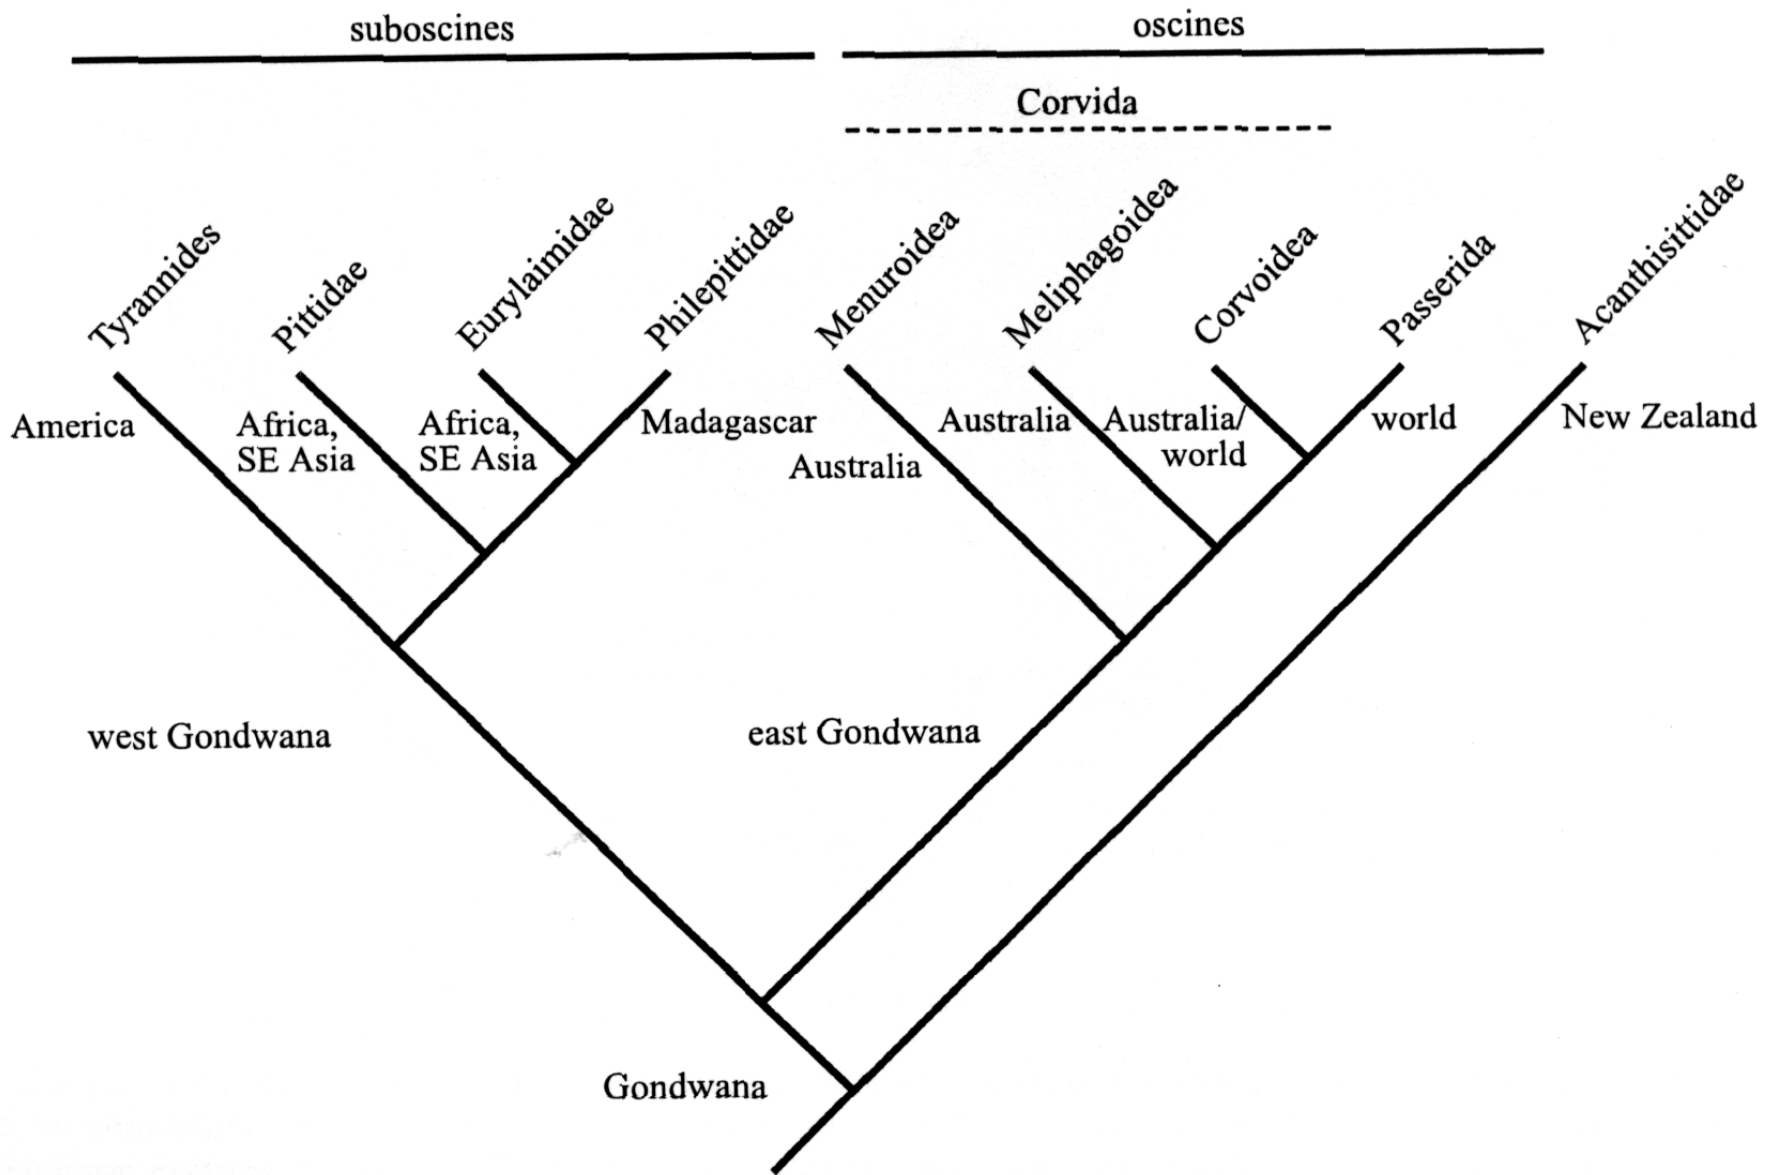 suboscines
oscines
Corvida
Tyrannides
Pittidae
Eurylaimidae
Philepittidae
Menuroidea
Meliphagoidea
Corvoidea
Passerida
Acanthisittidae
America
Africa,
SE Asia
Africa,
SE Asia
Madagascar
Australia
Australia
Australia/
world
world
New Zealand
west Gondwana
east Gondwana
Gondwana